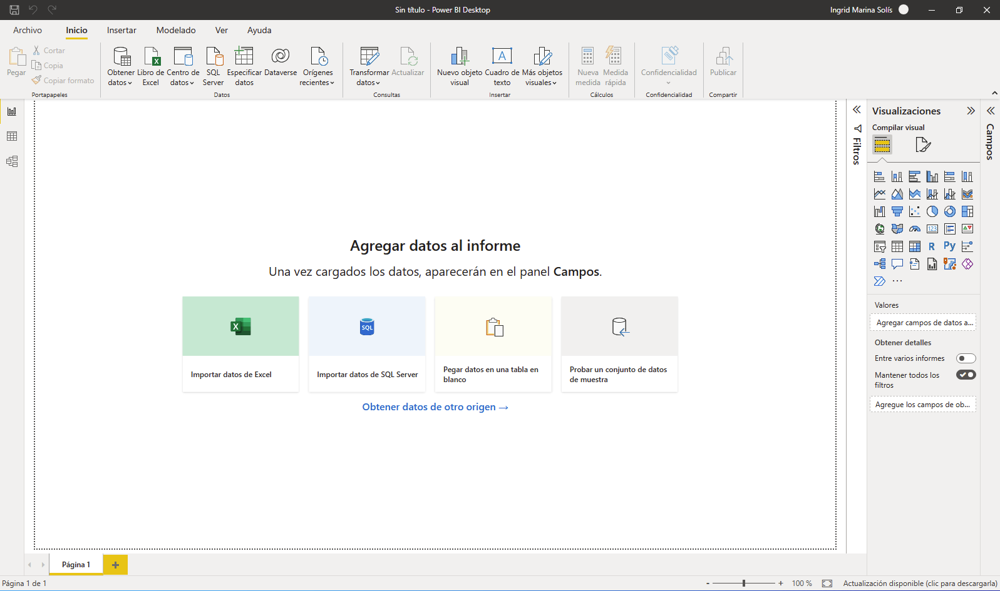 Sin título - Power BI Desktop
Ingrid Marina Solís
Archivo Inicio Insertar Modelado Ver Ayuda
Pegar
Cortar
Copia
Copiar formato
Portapapeles
Obtener datos
Libro de Excel
Centro de datos
SQL Server
Especificar datos
Dataverse
Orígenes recientes
Datos
Transformar datos
Actualizar
Consultas
Nuevo objeto visual
Cuadro de texto
A
Más objetos visuales
Insertar
Nueva medida
Medida rápida
Cálculos
Confidencialidad
Confidencialidad
Publicar
Compartir
Agregar datos al informe
Una vez cargados los datos, aparecerán en el panel Campos.
X
SQL
Importar datos de Excel
Importar datos de SQL Server
Pegar datos en una tabla en
blanco
Probar un conjunto de datos
de muestra
Obtener datos de otro origen →
Filtros
Visualizaciones
Compilar visual
123
R
Py
Valores
Agregar campos de datos a...
Obtener detalles
Entre varios informes
Mantener todos los
filtros
Agregue los campos de ob...
Campos
Página 1
Página 1 de 1
- + 100 %
Actualización disponible (clic para descargarla)